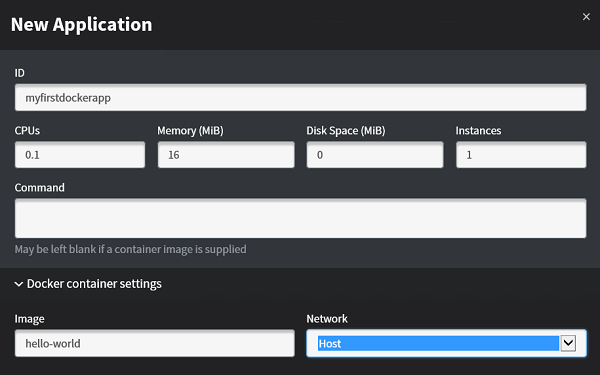 New Application
ID
myfirstdockerapp
CPUs Memory (MiB) Disk Space (MiB) Instances
0.1 16 0 1
Command
May be left blank if a container image is supplied
Docker container settings
Image Network
hello-world Host